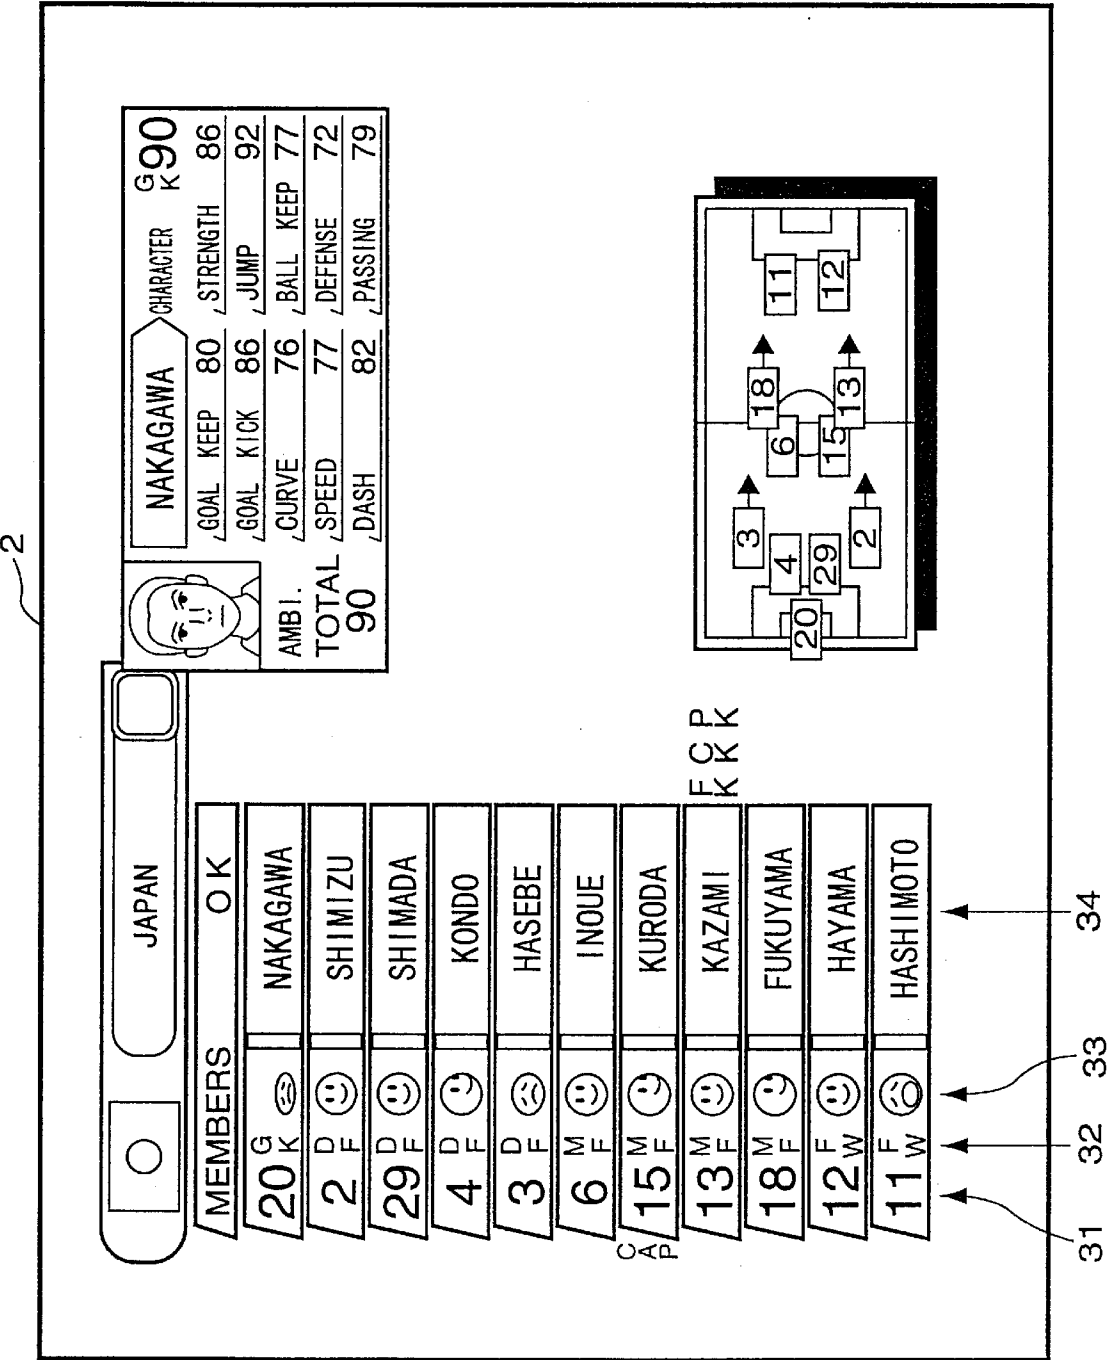 2
JAPAN
NAKAGAWA CHARACTER GK 90
GOAL KEEP 80 STRENGTH 86
GOAL KICK 86 JUMP 92
CURVE 76 BALL KEEP 77
SPEED 77 DEFENSE 72
DASH 82 PASSING 79
AMBI.
TOTAL
90
MEMBERS OK
20 GK NAKAGAWA
2 DF SHIMIZU
29 DF SHIMADA
4 DF KONDO
3 DF HASEBE
6 MF INOUE
CAP 15 MF KURODA
13 MF KAZAMI FK CK PK
18 MF FUKUYAMA
12 FW HAYAMA
11 FW HASHIMOTO
3 18
4 6 11
20 29 15 12
2 13
31 32 33 34